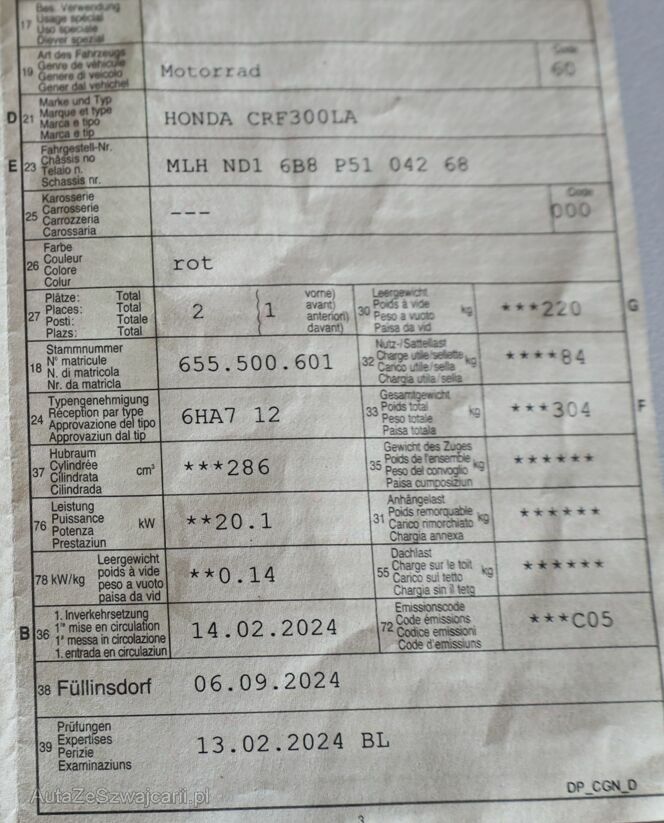 17 Bes. Verwendung
Usage spécial
Uso speciale
Diever spezial
19 Art des Fahrzeugs
Genre de véhicule
Genere di veicolo
Gener dal vehichel
Motorrad
Code
60
D 21 Marke und Typ
Marque et type
Marca e tipo
Marca e tip
HONDA CRF300LA
E 23 Fahrgestell-Nr.
Châssis no
Telaio n.
Schassis nr.
MLH ND1 6B8 P51 042 68
25 Karosserie
Carrosserie
Carrozzeria
Carossaria
---
Code
000
26 Farbe
Couleur
Colore
Colur
rot
27 Plätze: Total
Places: Total
Posti: Totale
Plazs: Total
2 { 1
vorne)
avant)
anteriori)
davant)
30 Leergewicht
Poids à vide
Peso a vuoto
Paisa da vid
kg
***220 G
18 Stammnummer
N° matricule
N. di matricola
Nr. da matricla
655.500.601
32 Nutz-/Sattellast
Charge utile/sellette
Carico utile/sella
Chargia utila/sella
kg
****84
24 Typengenehmigung
Réception par type
Approvazione del tipo
Approvaziun dal tip
6HA7 12
33 Gesamtgewicht
Poids total
Peso totale
Paisa totala
kg
***304 F
37 Hubraum
Cylindrée
Cilindrata
Cilindrada
cm³
***286
35 Gewicht des Zuges
Poids de l'ensemble
Peso del convoglio
Paisa cumposiziun
kg
******
76 Leistung
Puissance
Potenza
Prestaziun
kW
**20.1
31 Anhängelast
Poids remorquable
Carico rimorchiato
Chargia annexa
kg
******
78 kW/kg
Leergewicht
poids à vide
peso a vuoto
paisa da vid
**0.14
55 Dachlast
Charge sur le toit
Carico sul tetto
Chargia sin il tetg
kg
******
B 36 1. Inverkehrsetzung
1re mise en circulation
1a messa in circolazione
1. entrada en circulaziun
14.02.2024
72 Emissionscode
Code émissions
Codice emissioni
Code d'emissiuns
***C05
38 Füllinsdorf 06.09.2024
39 Prüfungen
Expertises
Perizie
Examinaziuns
13.02.2024 BL
DP_CGN_D
AutaZeSzwajcarii.pl
3